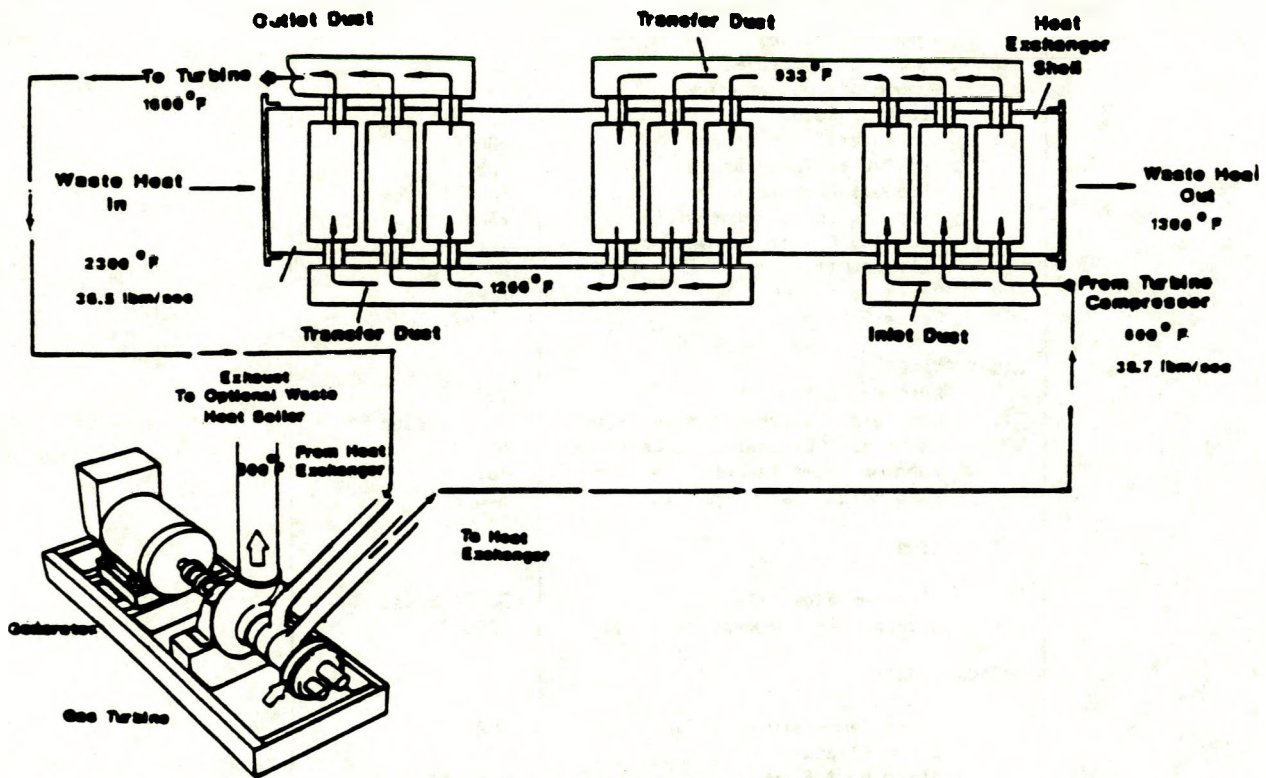 Outlet Dust
Transfer Dust
Heat
Exchanger
Shell
To Turbine
933°F
Waste Heat
In
2300°F
Waste Heat
Out
1300°F
From Turbine
Compressor
600°F
Transfer Dust
Inlet Dust
Exhaust
To Optional Waste
Heat Boiler
From Heat
Exchanger
To Heat
Exchanger
Generator
Gas Turbine